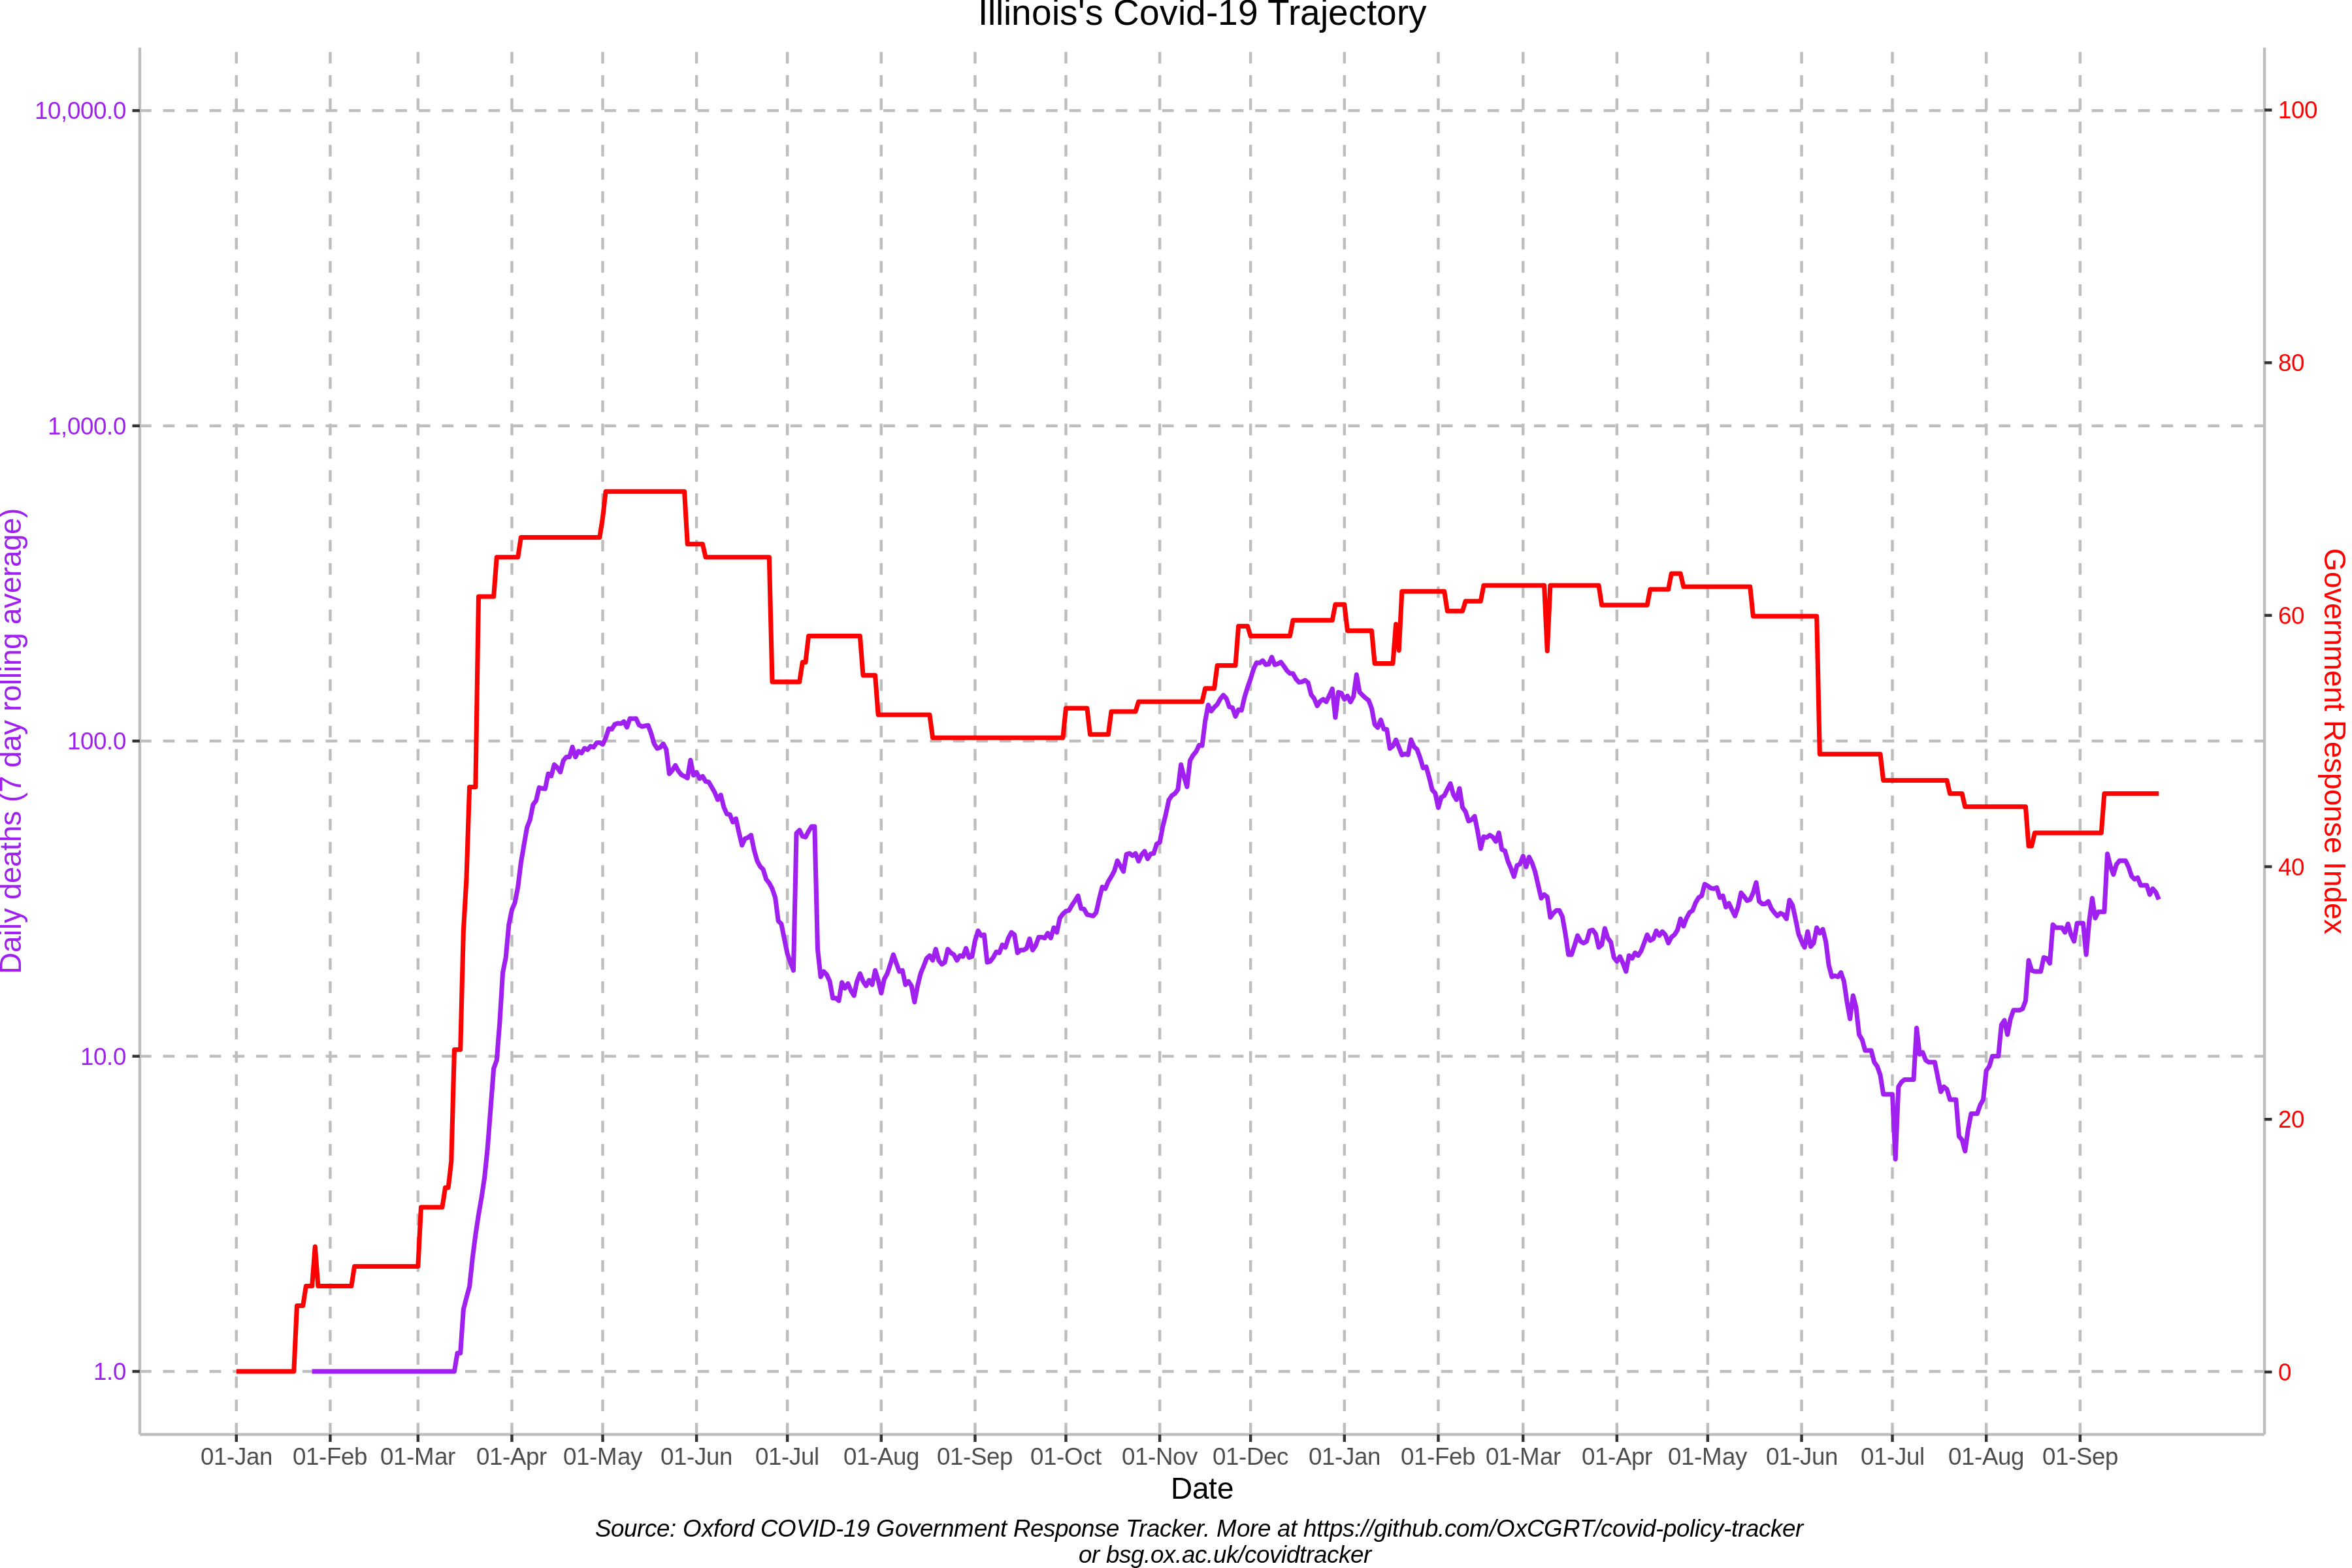 Illinois's Covid-19 Trajectory
10,000.0
1,000.0
100.0
10.0
1.0
Daily deaths (7 day rolling average)
100
80
60
40
20
0
Government Response Index
01-Jan 01-Feb 01-Mar 01-Apr 01-May 01-Jun 01-Jul 01-Aug 01-Sep 01-Oct 01-Nov 01-Dec 01-Jan 01-Feb 01-Mar 01-Apr 01-May 01-Jun 01-Jul 01-Aug 01-Sep
Date
Source: Oxford COVID-19 Government Response Tracker. More at https://github.com/OxCGRT/covid-policy-tracker
or bsg.ox.ac.uk/covidtracker